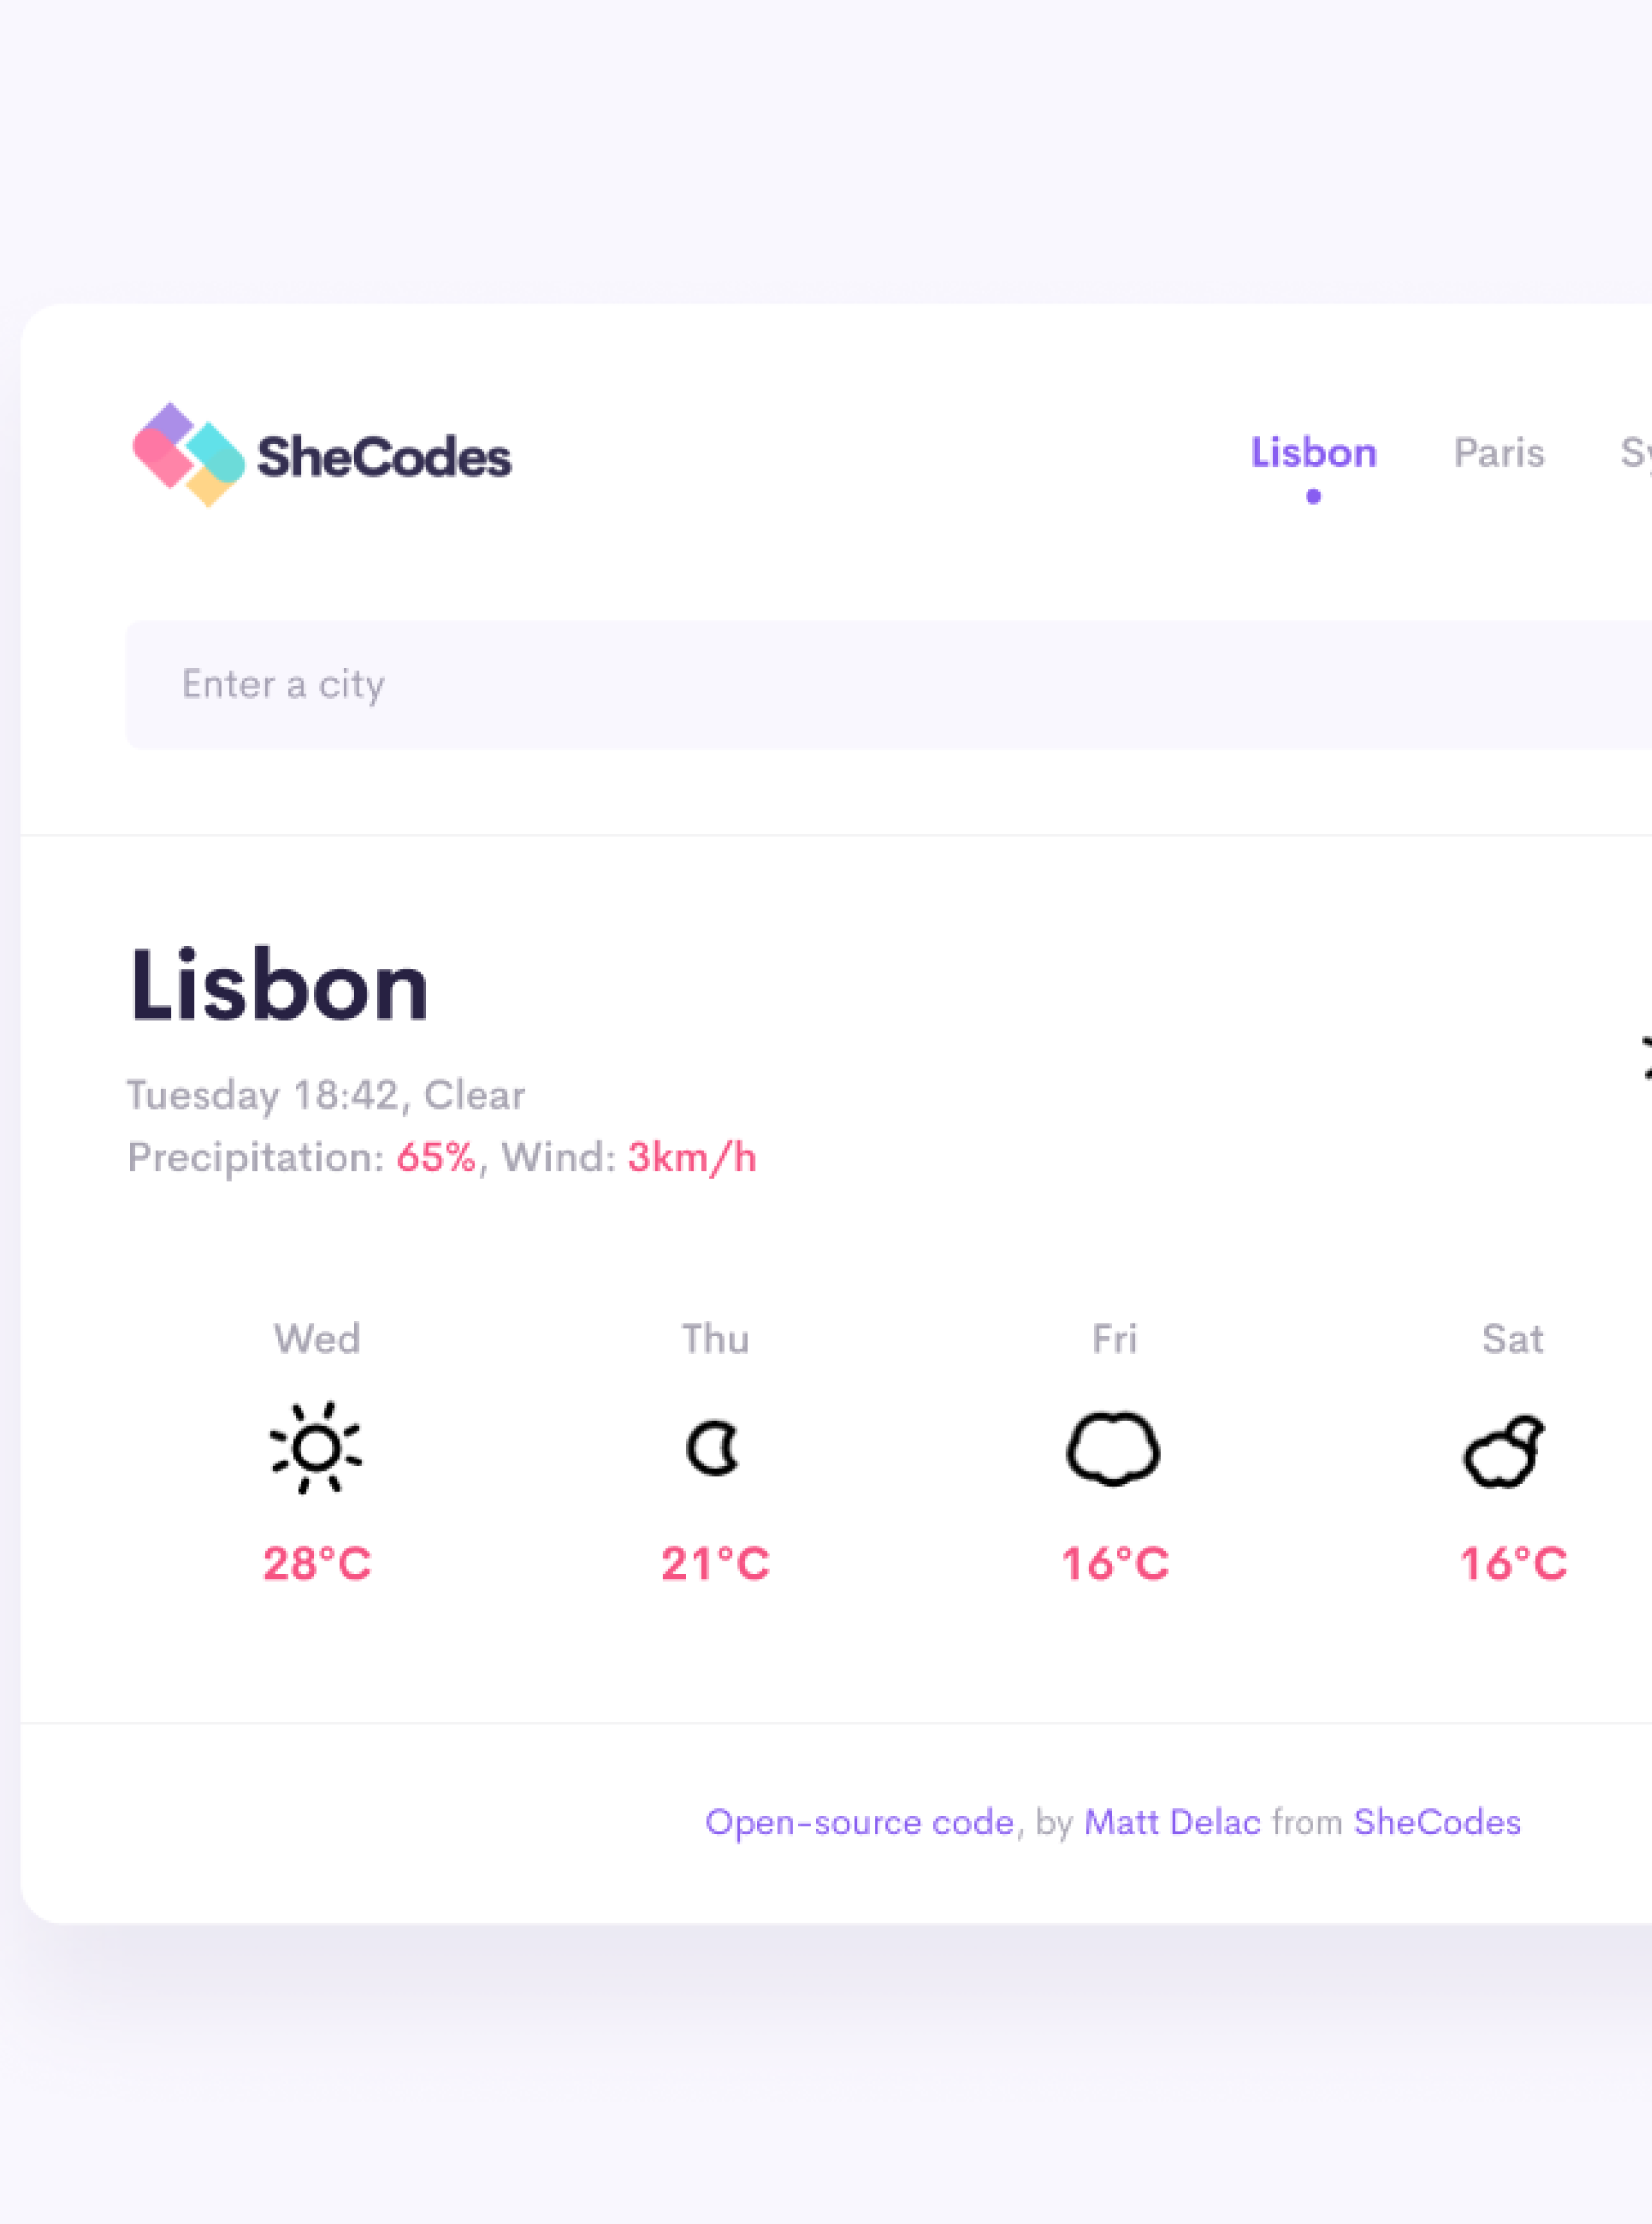 SheCodes
Lisbon Paris
Enter a city
Lisbon
Tuesday 18:42, Clear
Precipitation: 65%, Wind: 3km/h
Wed Thu Fri Sat
28°C 21°C 16°C 16°C
Open-source code, by Matt Delac from SheCodes